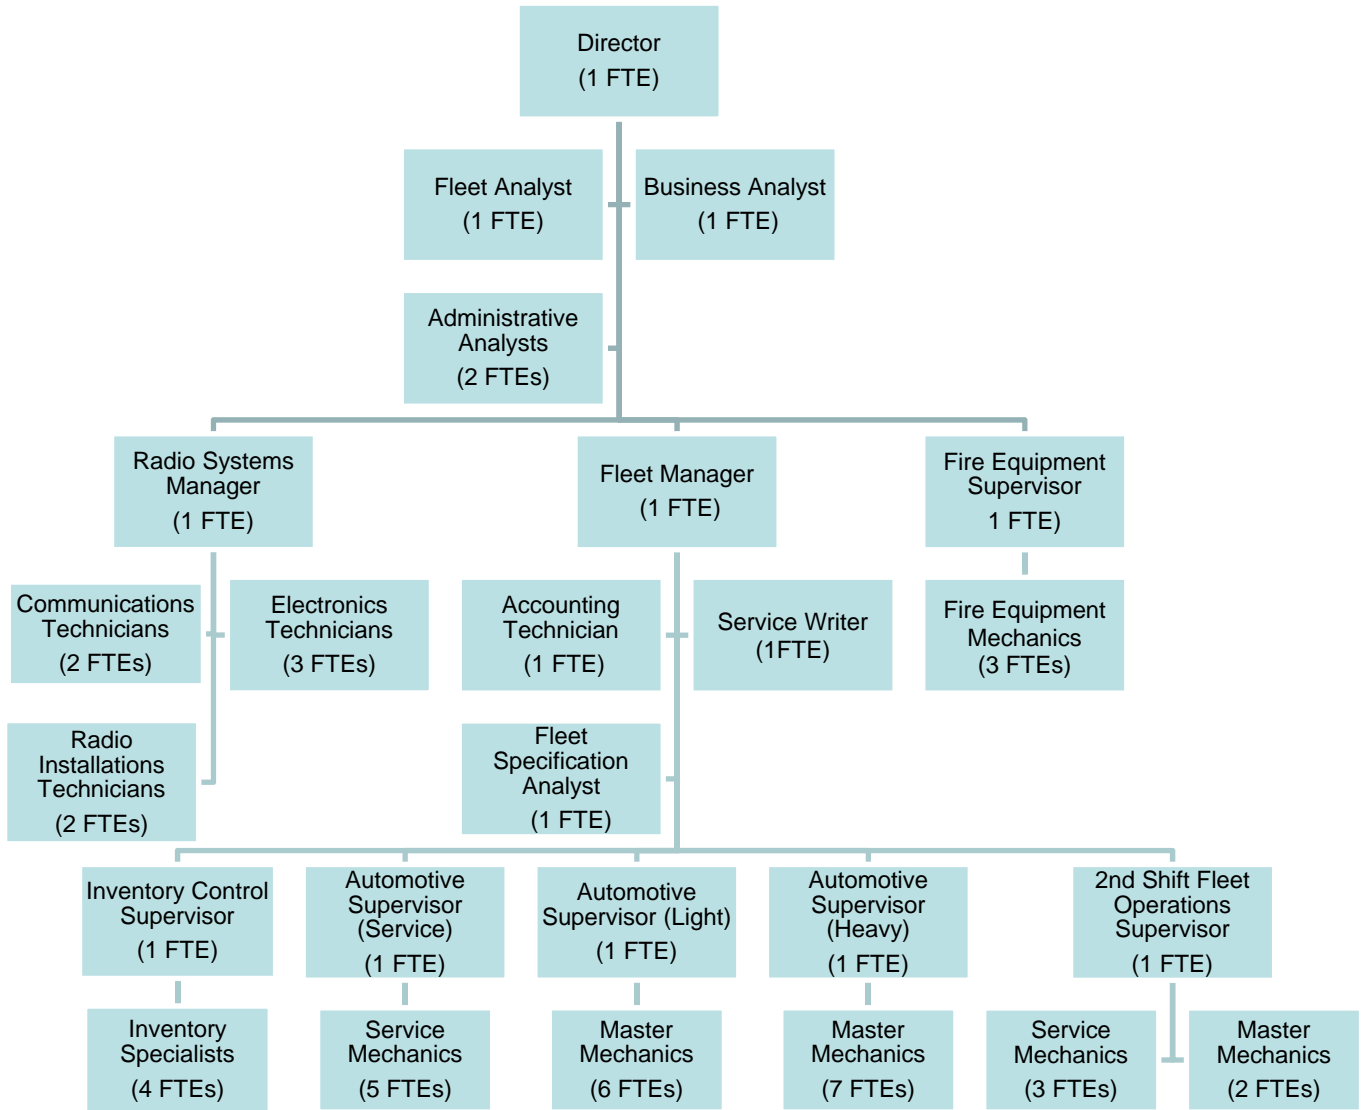 Director
(1 FTE)
Fleet Analyst
(1 FTE)
Business Analyst
(1 FTE)
Administrative
Analysts
(2 FTEs)
Radio Systems
Manager
(1 FTE)
Fleet Manager
(1 FTE)
Fire Equipment
Supervisor
1 FTE)
Communications
Technicians
(2 FTEs)
Electronics
Technicians
(3 FTEs)
Accounting
Technician
(1 FTE)
Service Writer
(1FTE)
Fire Equipment
Mechanics
(3 FTEs)
Radio
Installations
Technicians
(2 FTEs)
Fleet
Specification
Analyst
(1 FTE)
Inventory Control
Supervisor
(1 FTE)
Automotive
Supervisor
(Service)
(1 FTE)
Automotive
Supervisor (Light)
(1 FTE)
Automotive
Supervisor
(Heavy)
(1 FTE)
2nd Shift Fleet
Operations
Supervisor
(1 FTE)
Inventory
Specialists
(4 FTEs)
Service
Mechanics
(5 FTEs)
Master
Mechanics
(6 FTEs)
Master
Mechanics
(7 FTEs)
Service
Mechanics
(3 FTEs)
Master
Mechanics
(2 FTEs)